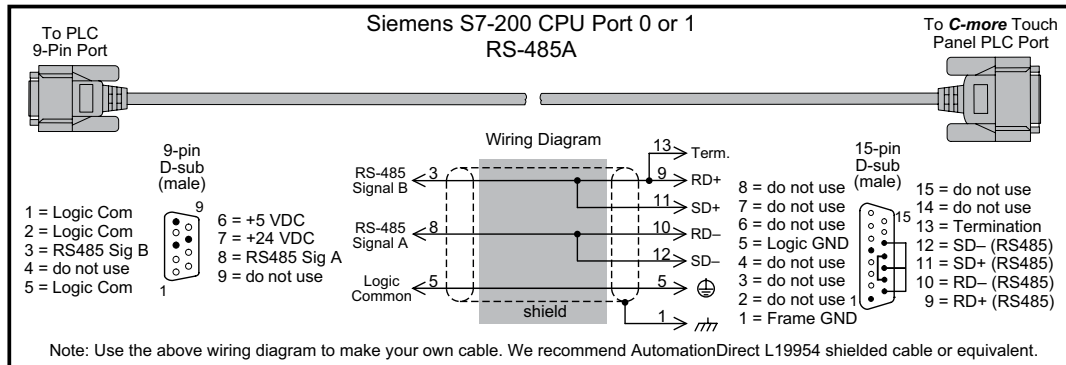 Siemens S7-200 CPU Port 0 or 1
RS-485A
To PLC
9-Pin Port
To C-more Touch
Panel PLC Port
9-pin
D-sub
(male)
9
1
1 = Logic Com
2 = Logic Com
3 = RS485 Sig B
4 = do not use
5 = Logic Com
6 = +5 VDC
7 = +24 VDC
8 = RS485 Sig A
9 = do not use
Wiring Diagram
13 Term.
RS-485
Signal B
3
9 RD+
11 SD+
RS-485
Signal A
8
10 RD–
12 SD–
Logic
Common
5
5
shield
1
8 = do not use
7 = do not use
6 = do not use
5 = Logic GND
4 = do not use
3 = do not use
2 = do not use
1 = Frame GND
15-pin
D-sub
(male)
15
1
15 = do not use
14 = do not use
13 = Termination
12 = SD– (RS485)
11 = SD+ (RS485)
10 = RD– (RS485)
9 = RD+ (RS485)
Note: Use the above wiring diagram to make your own cable. We recommend AutomationDirect L19954 shielded cable or equivalent.